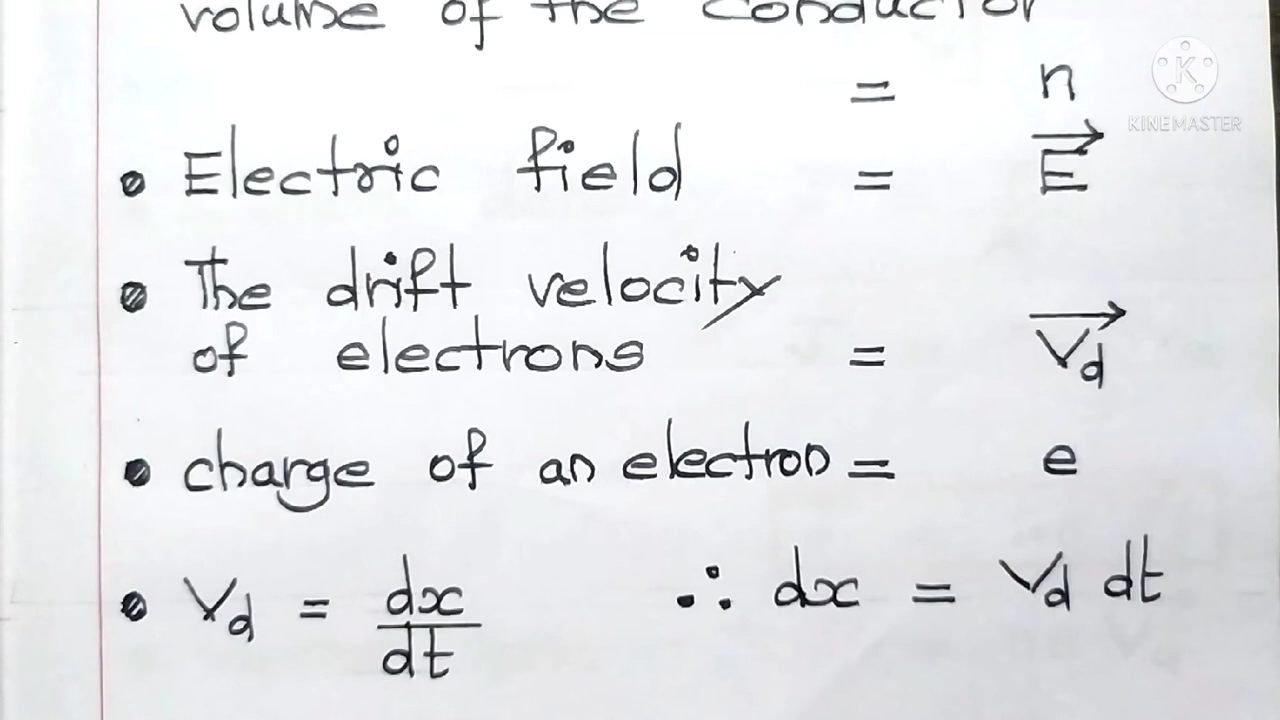 volume of the conductor
= n
• Electric field = E⃗
• The drift velocity
of electrons = V⃗d
• charge of an electron = e
• Vd = dx/dt ∴ dx = Vd dt
K
KINEMASTER